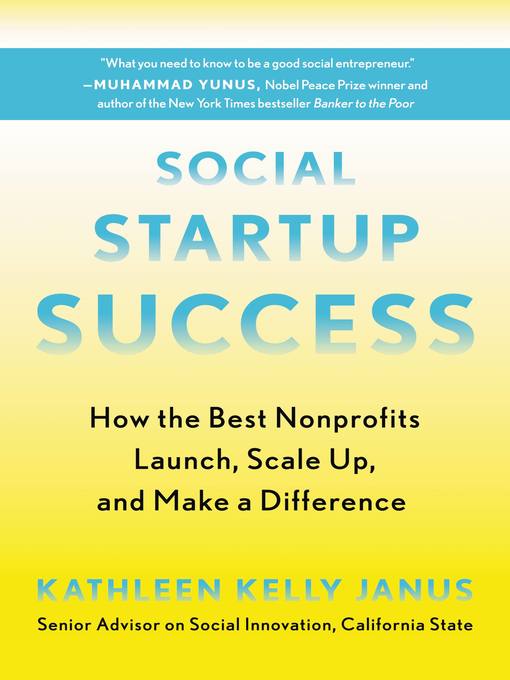 "What you need to know to be a good social entrepreneur."
—MUHAMMAD YUNUS, Nobel Peace Prize winner and
author of the New York Times bestseller Banker to the Poor
SOCIAL
STARTUP
SUCCESS
How the Best Nonprofits
Launch, Scale Up,
and Make a Difference
KATHLEEN KELLY JANUS
Senior Advisor on Social Innovation, California State